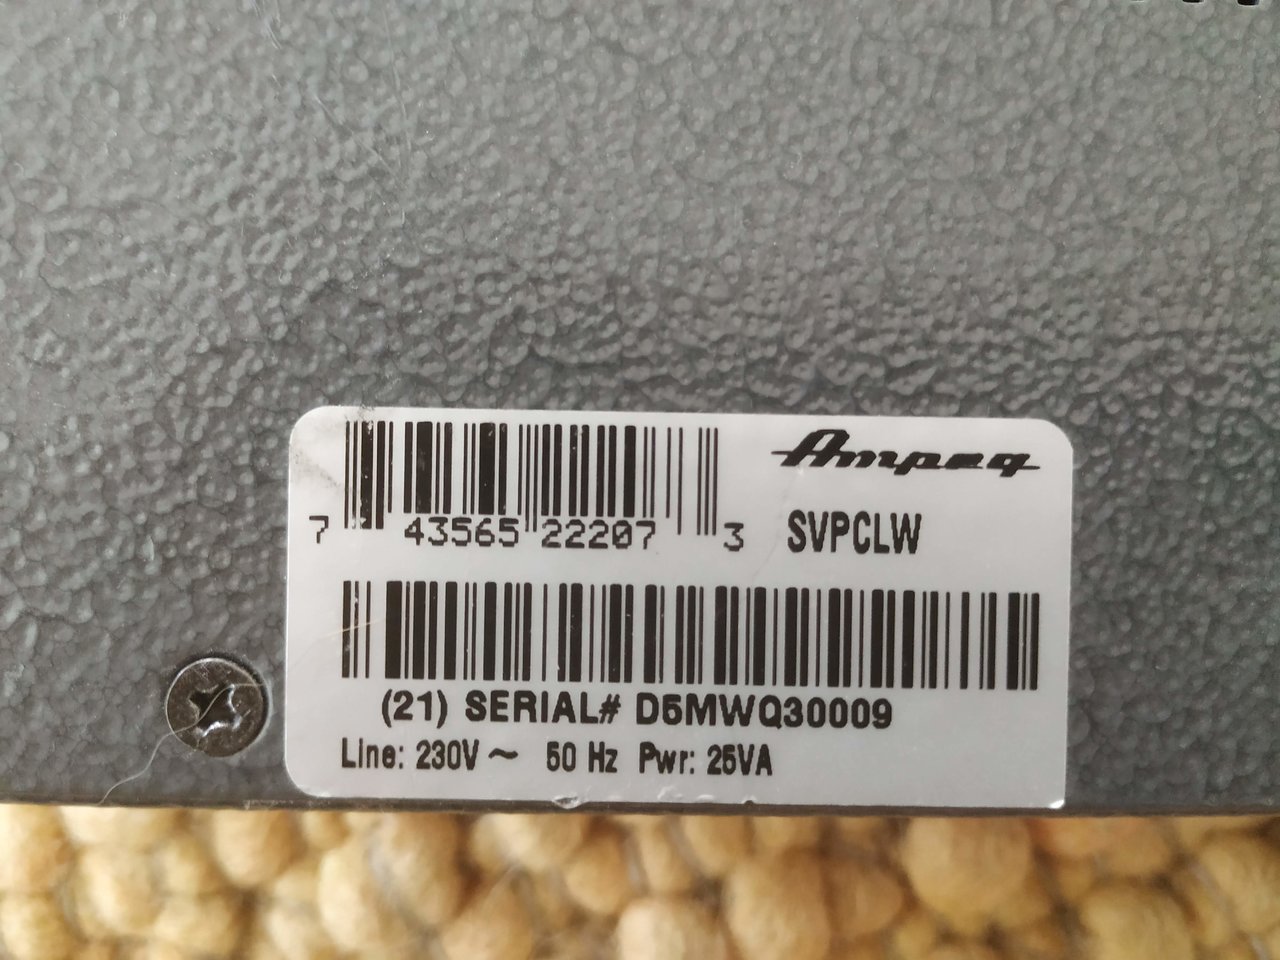 Ampeg
7 43565 22207 3
SVPCLW
(21) SERIAL# D5MWQ30009
Line: 230V ~ 50 Hz Pwr: 25VA